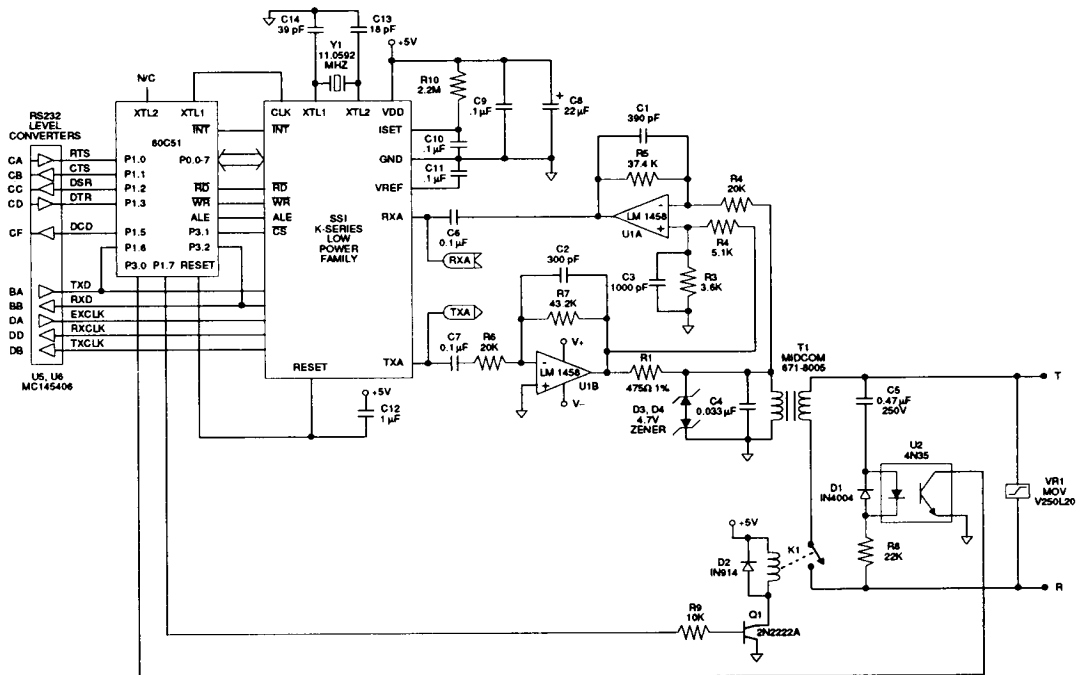 C14
39 pF
C13
18 pF
Y1
11.0592
MHZ
+5V
N/C
R10
2.2M
C9
.1µF
C8
22µF
+
RS232
LEVEL
CONVERTERS
XTL2
XTL1
CLK
XTL1
XTL2
VDD
INT
INT
ISET
80C51
C10
.1µF
C1
390 pF
CA
RTS
P1.0
P0.0-7
GND
CB
CTS
P1.1
C11
.1µF
R5
37.4 K
CC
DSR
P1.2
RD
RD
VREF
CD
DTR
P1.3
WR
WR
R4
20K
ALE
ALE
SSI
K-SERIES
LOW
POWER
FAMILY
RXA
-
LM 1458
+
U1A
CF
DCD
P1.5
P3.1
CS
C6
0.1µF
R4
5.1K
P1.6
P3.2
C2
300 pF
RXA
P3.0
P1.7
RESET
C3
1000 pF
R3
3.6K
BA
TXD
R7
43.2K
BB
RXD
DA
EXCLK
TXA
DD
RXCLK
C7
0.1µF
R6
20K
V+
T1
MIDCOM
671-8005
DB
TXCLK
TXA
-
LM 1458
+
U1B
R1
475Ω 1%
RESET
V–
U5, U6
MC145406
+5V
C12
1µF
D3, D4
4.7V
ZENER
C4
0.033µF
C5
0.47µF
250V
T
U2
4N35
D1
IN4004
VR1
MOV
V250L20
+5V
D2
IN914
K1
R8
22K
R
R9
10K
Q1
2N2222A